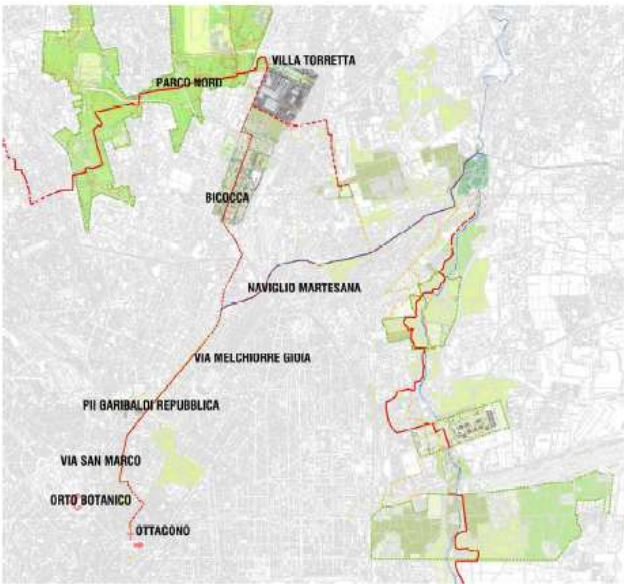 VILLA TORRETTA
PARCO NORD
BICOCCA
NAVIGLIO MARTESANA
VIA MELCHIORRE GIOIA
PII GARIBALDI REPUBBLICA
VIA SAN MARCO
ORTO BOTANICO
OTTAGONO